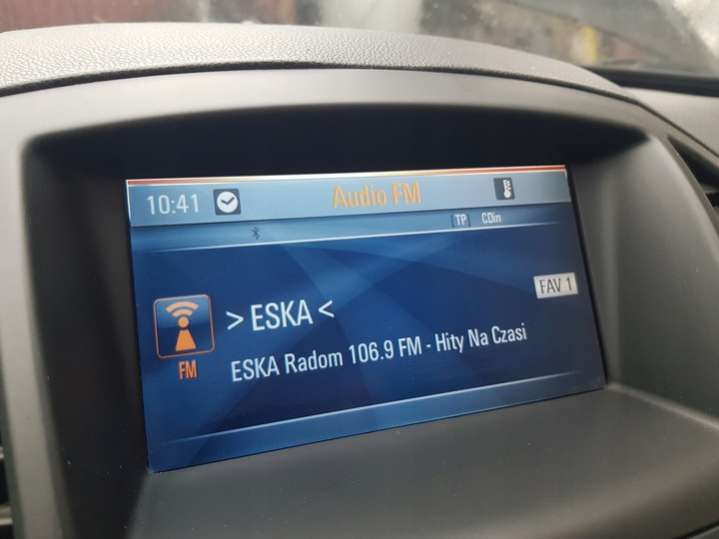 10:41 Audio FM
TP CDin
FAV 1
> ESKA <
FM ESKA Radom 106.9 FM - Hity Na Czasi